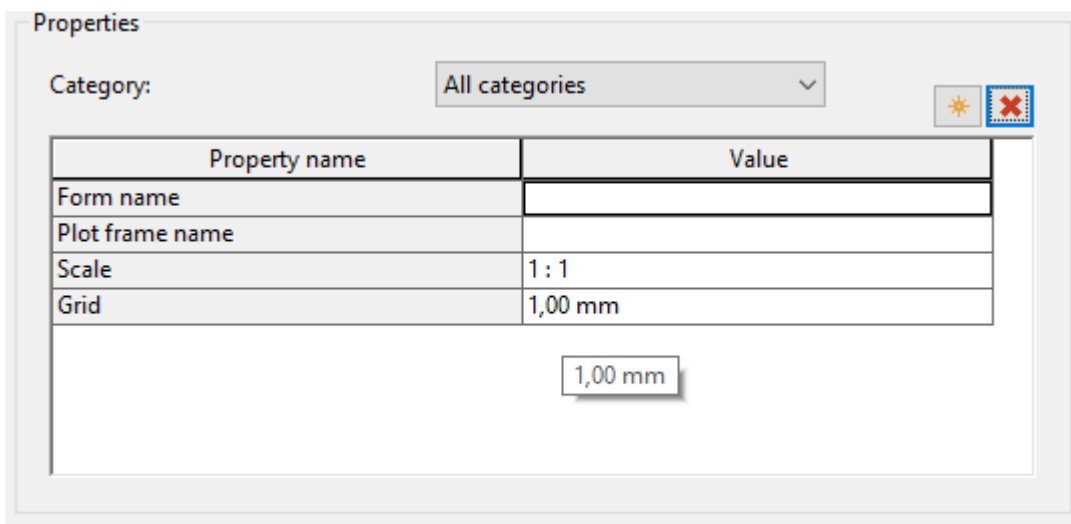 Properties
Category: All categories
Property name Value
Form name
Plot frame name
Scale 1 : 1
Grid 1,00 mm
1,00 mm